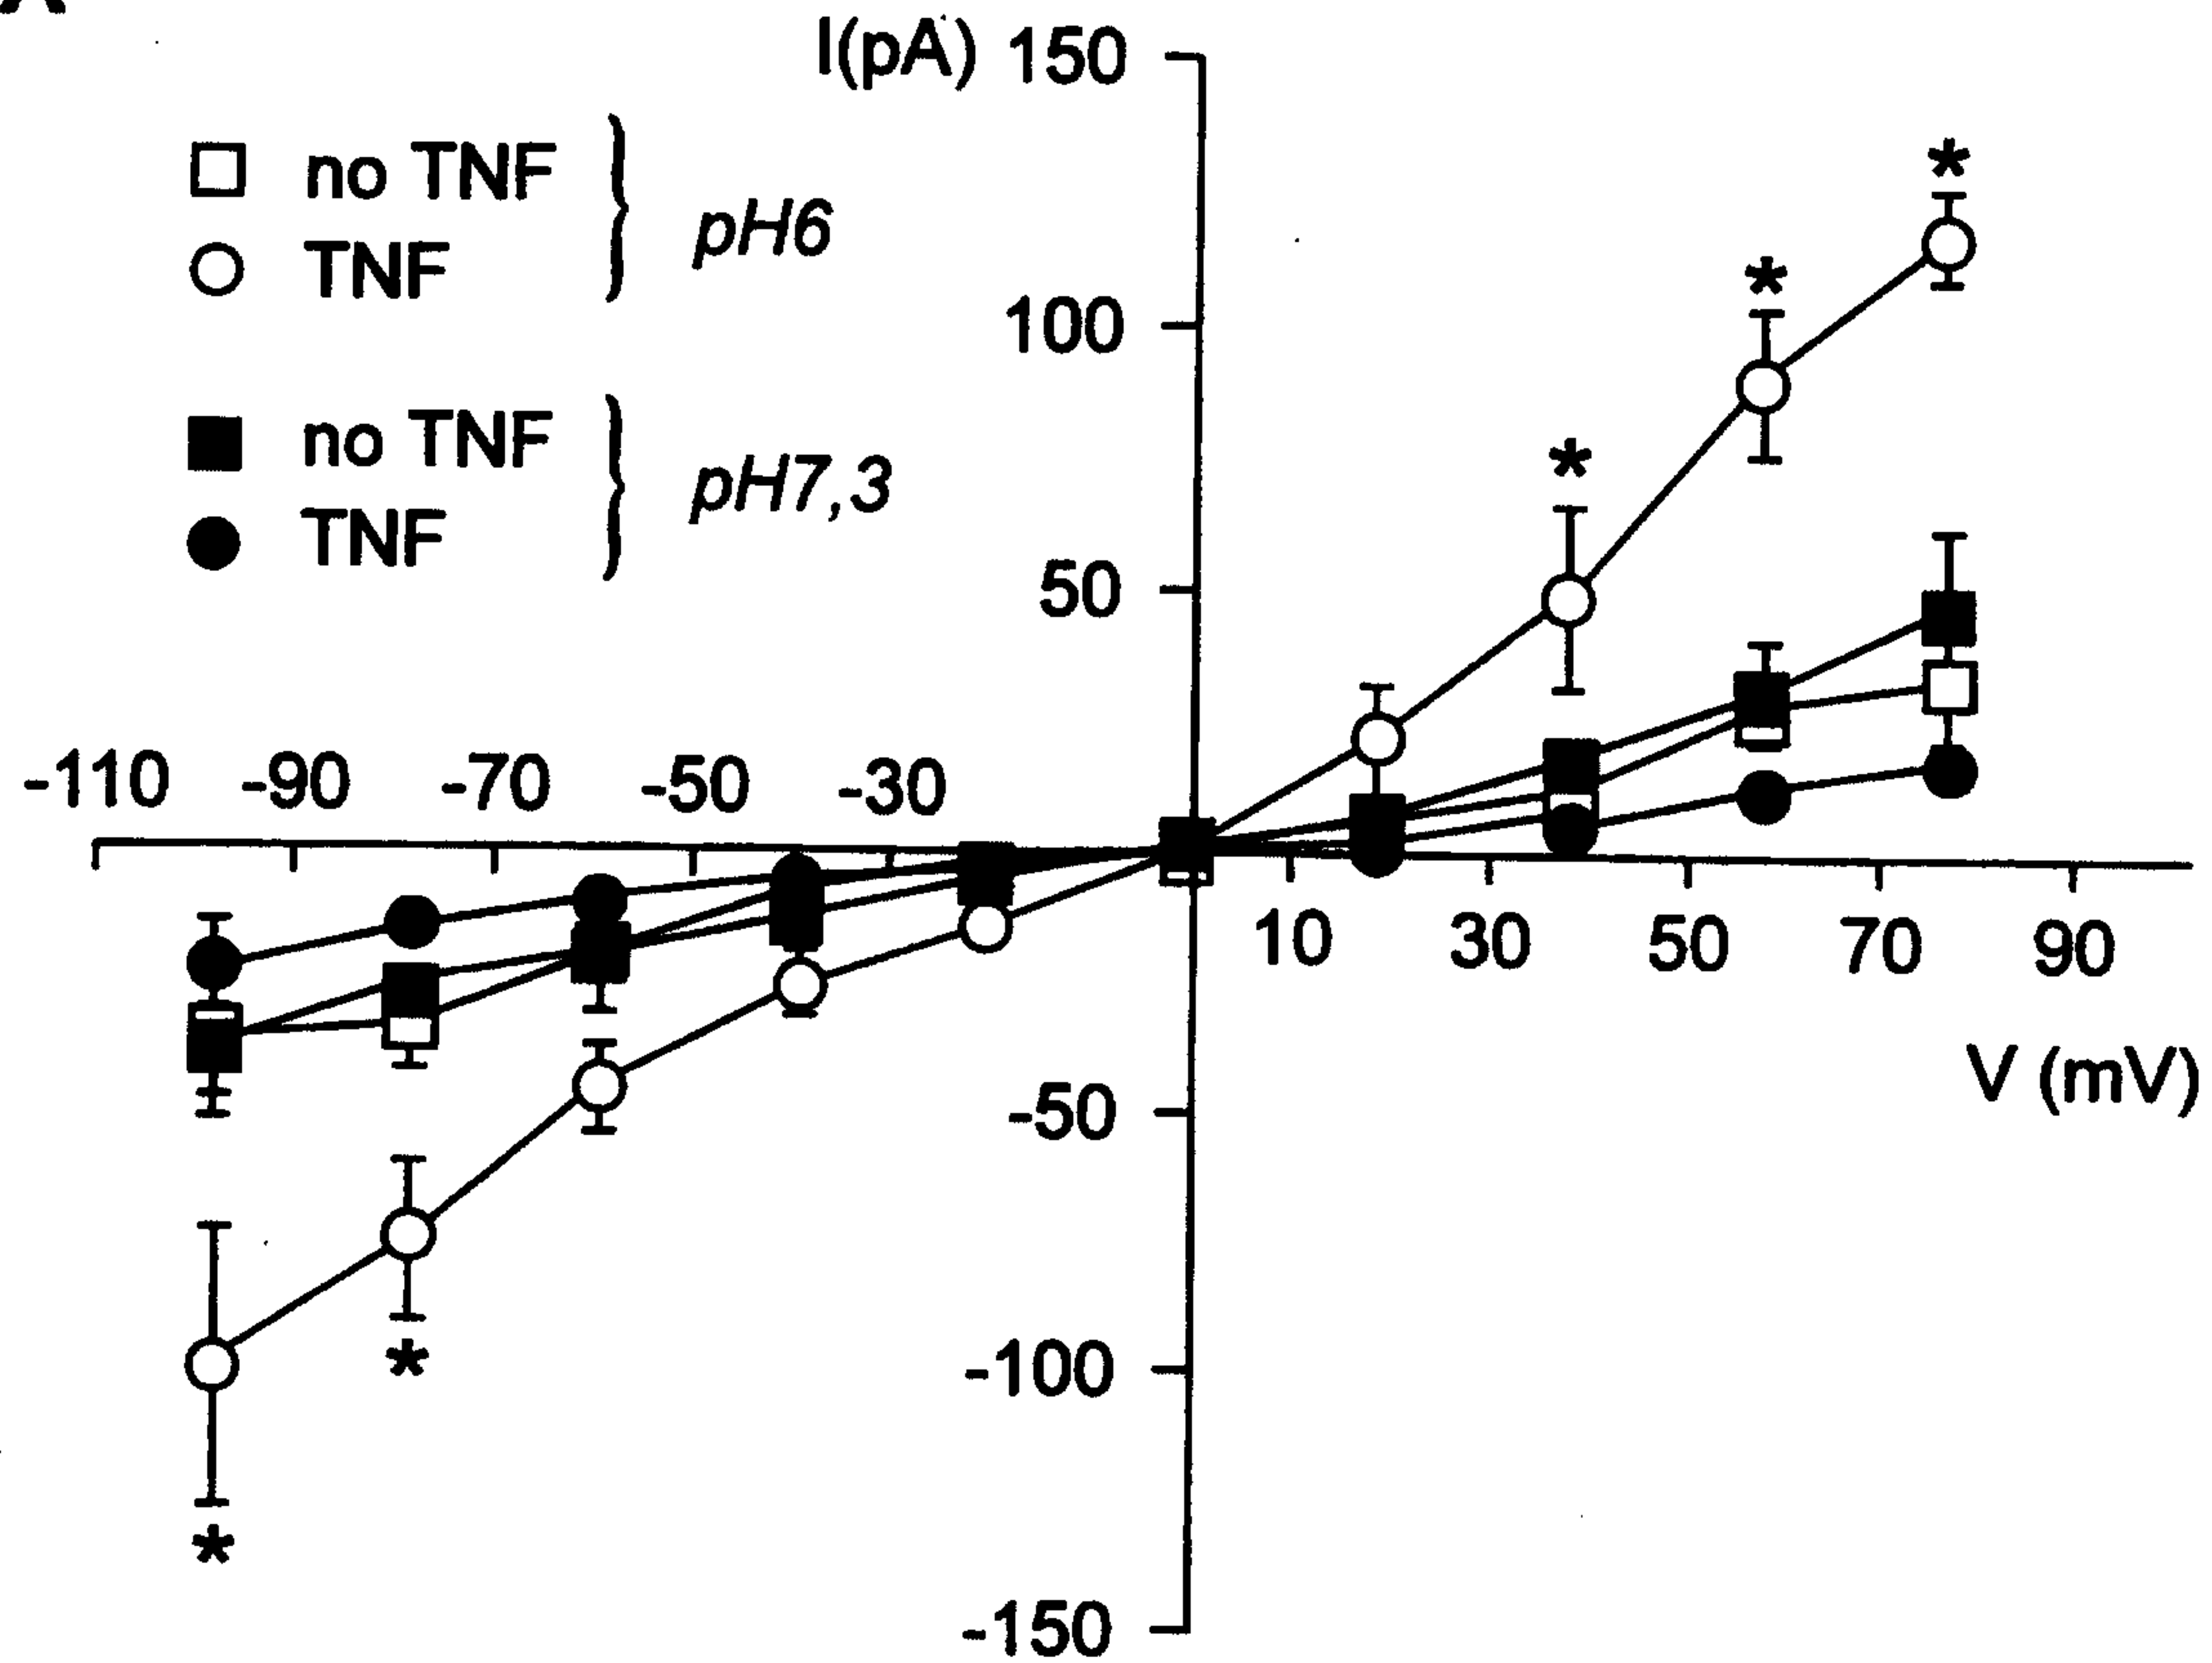 A
I(pA)
150
no TNF
TNF
pH6
100
no TNF
TNF
pH7,3
50
-110 -90 -70 -50 -30
10 30 50 70 90
V (mV)
-50
-100
-150
*
*
*
*
*